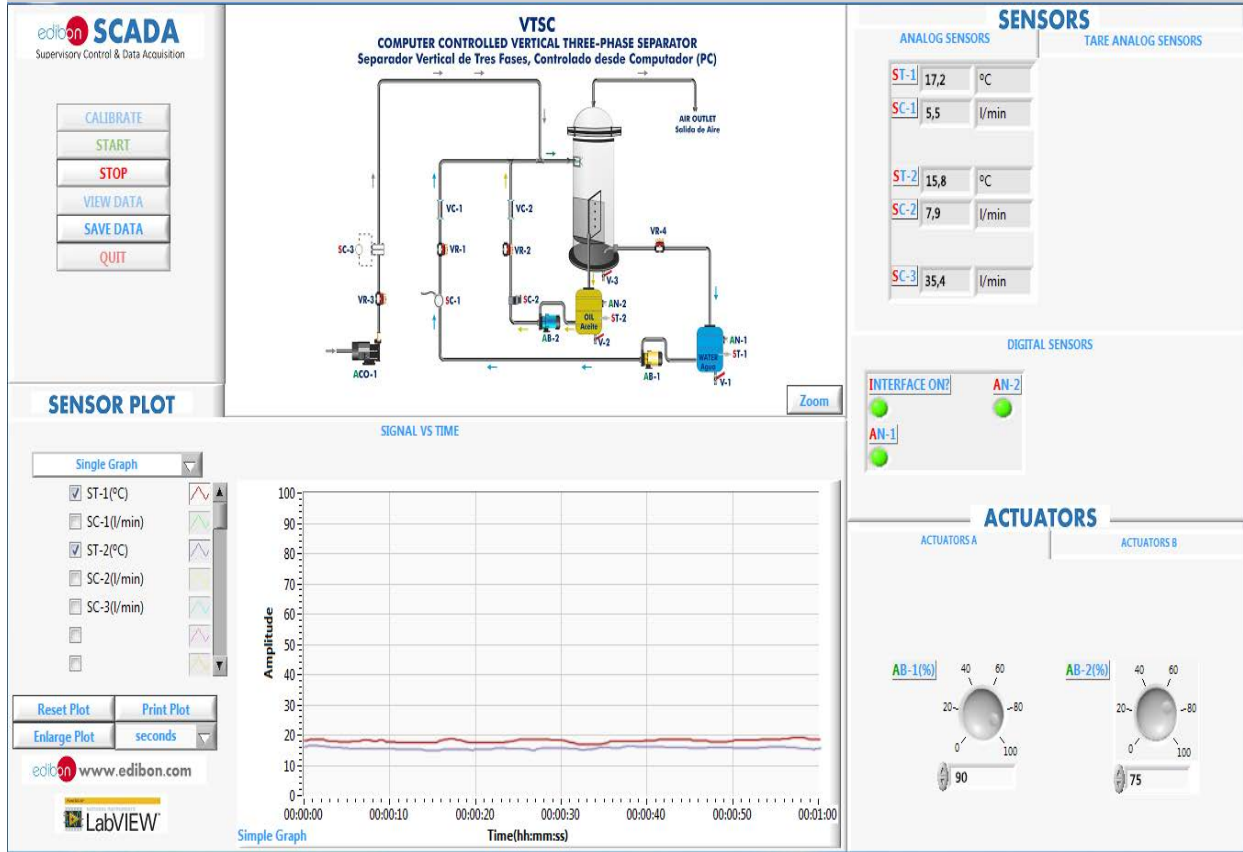 edibon SCADA
Supervisory Control & Data Acquisition
CALIBRATE
START
STOP
VIEW DATA
SAVE DATA
QUIT
VTSC
COMPUTER CONTROLLED VERTICAL THREE-PHASE SEPARATOR
Separador Vertical de Tres Fases, Controlado desde Computador (PC)
AIR OUTLET
Salida de Aire
VC-1
VC-2
VR-4
SC-3
VR-1
VR-2
V-3
VR-3
SC-1
SC-2
OIL
Aceite
AN-2
ST-2
AB-2
V-2
WATER
Agua
AN-1
ST-1
ACO-1
AB-1
V-1
Zoom
SENSORS
ANALOG SENSORS
TARE ANALOG SENSORS
ST-1 17,2 ºC
SC-1 5,5 l/min
ST-2 15,8 ºC
SC-2 7,9 l/min
SC-3 35,4 l/min
DIGITAL SENSORS
INTERFACE ON? AN-2
AN-1
SENSOR PLOT
SIGNAL VS TIME
Single Graph
ST-1(ºC)
SC-1(l/min)
ST-2(ºC)
SC-2(l/min)
SC-3(l/min)
Reset Plot Print Plot
Enlarge Plot seconds
edibon www.edibon.com
LabVIEW
Amplitude
100
90
80
70
60
50
40
30
20
10
0
00:00:00 00:00:10 00:00:20 00:00:30 00:00:40 00:00:50 00:01:00
Simple Graph
Time(hh:mm:ss)
ACTUATORS
ACTUATORS A
ACTUATORS B
AB-1(%)
40 60
20 80
0 100
90
AB-2(%)
40 60
20 80
0 100
75